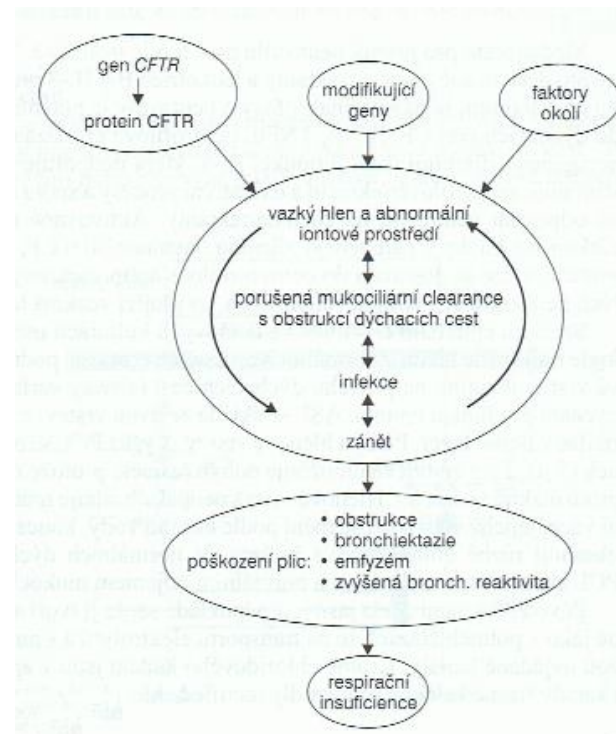 gen CFTR
protein CFTR
modifikující
geny
faktory
okolí
vazký hlen a abnormální
iontové prostředí
porušená mukociliární clearance
s obstrukcí dýchacích cest
infekce
zánět
poškození plic:
• obstrukce
• bronchiektazie
• emfyzém
• zvýšená bronch. reaktivita
respirační
insuficience